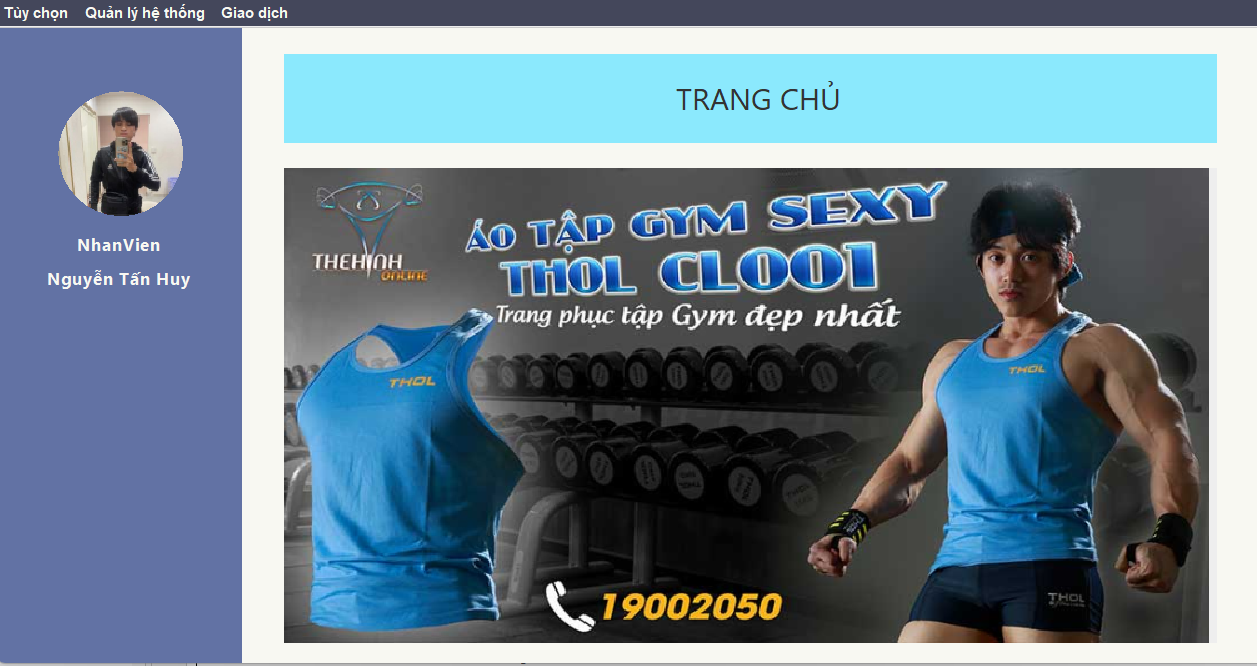 Tùy chọn Quản lý hệ thống Giao dịch
TRANG CHỦ
NhanVien
Nguyễn Tấn Huy
THEHINH
ONLINE
ÁO TẬP GYM SEXY
THOL CL001
Trang phục tập Gym đẹp nhất
THOL
THOL
THOL
19002050